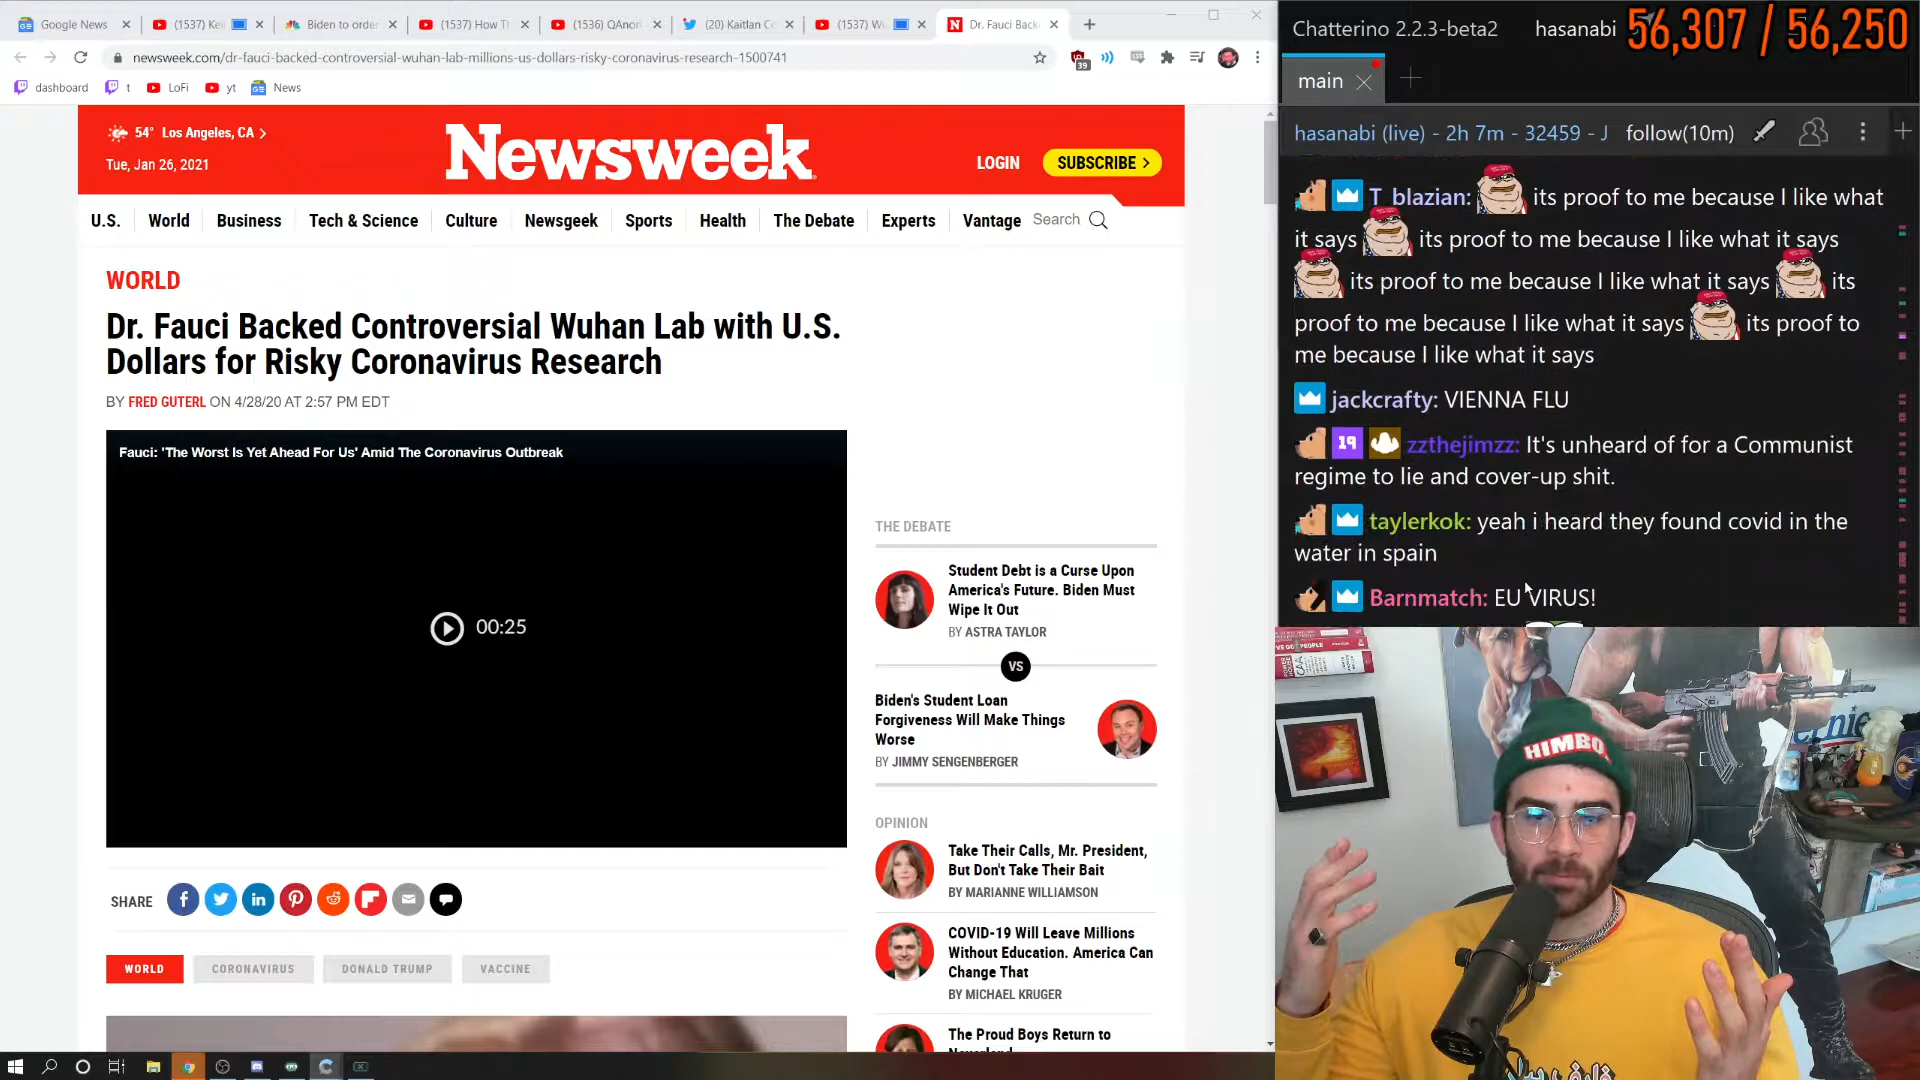 Google News
(1537) Kei
Biden to order
(1537) How T
(1536) QAnon
(20) Kaitlan Co
(1537) W
Dr. Fauci Back
newsweek.com/dr-fauci-backed-controversial-wuhan-lab-millions-us-dollars-risky-coronavirus-research-1500741
39
dashboard
t
LoFi
yt
News
54° Los Angeles, CA
Tue, Jan 26, 2021
Newsweek
LOGIN
SUBSCRIBE
U.S.
World
Business
Tech & Science
Culture
Newsgeek
Sports
Health
The Debate
Experts
Vantage
Search
WORLD
Dr. Fauci Backed Controversial Wuhan Lab with U.S.
Dollars for Risky Coronavirus Research
BY FRED GUTERL ON 4/28/20 AT 2:57 PM EDT
Fauci: 'The Worst Is Yet Ahead For Us' Amid The Coronavirus Outbreak
00:25
SHARE
WORLD
CORONAVIRUS
DONALD TRUMP
VACCINE
THE DEBATE
Student Debt is a Curse Upon
America's Future. Biden Must
Wipe It Out
BY ASTRA TAYLOR
VS
Biden's Student Loan
Forgiveness Will Make Things
Worse
BY JIMMY SENGENBERGER
OPINION
Take Their Calls, Mr. President,
But Don't Take Their Bait
BY MARIANNE WILLIAMSON
COVID-19 Will Leave Millions
Without Education. America Can
Change That
BY MICHAEL KRUGER
The Proud Boys Return to
Chatterino 2.2.3-beta2
hasanabi
56,307 / 56,250
main
hasanabi (live) - 2h 7m - 32459 - J
follow(10m)
T_blazian: its proof to me because I like what
it says its proof to me because I like what it says
its proof to me because I like what it says its
proof to me because I like what it says its proof to
me because I like what it says
jackcrafty: VIENNA FLU
19 zzthejimzz: It's unheard of for a Communist
regime to lie and cover-up shit.
taylerkok: yeah i heard they found covid in the
water in spain
Barnmatch: EU VIRUS!
HIMBO